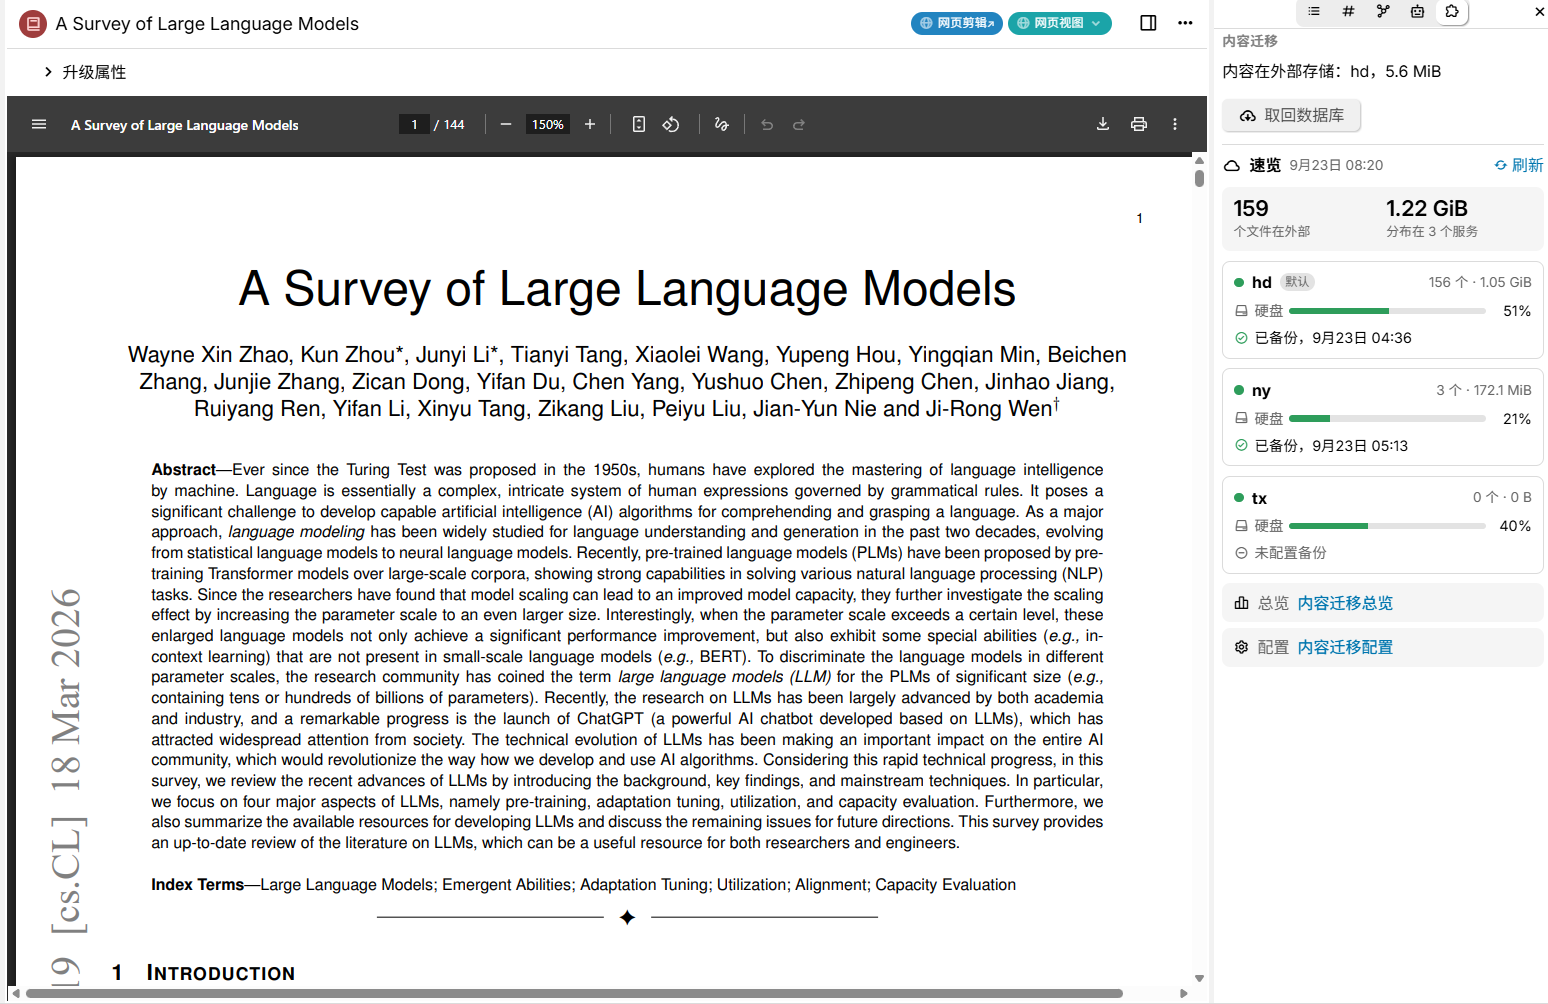 A Survey of Large Language Models
网页剪辑
网页视图
升级属性
A Survey of Large Language Models
1 / 144
150%
1
A Survey of Large Language Models
Wayne Xin Zhao, Kun Zhou*, Junyi Li*, Tianyi Tang, Xiaolei Wang, Yupeng Hou, Yingqian Min, Beichen
Zhang, Junjie Zhang, Zican Dong, Yifan Du, Chen Yang, Yushuo Chen, Zhipeng Chen, Jinhao Jiang,
Ruiyang Ren, Yifan Li, Xinyu Tang, Zikang Liu, Peiyu Liu, Jian-Yun Nie and Ji-Rong Wen†
Abstract—Ever since the Turing Test was proposed in the 1950s, humans have explored the mastering of language intelligence
by machine. Language is essentially a complex, intricate system of human expressions governed by grammatical rules. It poses a
significant challenge to develop capable artificial intelligence (AI) algorithms for comprehending and grasping a language. As a major
approach, language modeling has been widely studied for language understanding and generation in the past two decades, evolving
from statistical language models to neural language models. Recently, pre-trained language models (PLMs) have been proposed by pre-
training Transformer models over large-scale corpora, showing strong capabilities in solving various natural language processing (NLP)
tasks. Since the researchers have found that model scaling can lead to an improved model capacity, they further investigate the scaling
effect by increasing the parameter scale to an even larger size. Interestingly, when the parameter scale exceeds a certain level, these
enlarged language models not only achieve a significant performance improvement, but also exhibit some special abilities (e.g., in-
context learning) that are not present in small-scale language models (e.g., BERT). To discriminate the language models in different
parameter scales, the research community has coined the term large language models (LLM) for the PLMs of significant size (e.g.,
containing tens or hundreds of billions of parameters). Recently, the research on LLMs has been largely advanced by both academia
and industry, and a remarkable progress is the launch of ChatGPT (a powerful AI chatbot developed based on LLMs), which has
attracted widespread attention from society. The technical evolution of LLMs has been making an important impact on the entire AI
community, which would revolutionize the way how we develop and use AI algorithms. Considering this rapid technical progress, in this
survey, we review the recent advances of LLMs by introducing the background, key findings, and mainstream techniques. In particular,
we focus on four major aspects of LLMs, namely pre-training, adaptation tuning, utilization, and capacity evaluation. Furthermore, we
also summarize the available resources for developing LLMs and discuss the remaining issues for future directions. This survey provides
an up-to-date review of the literature on LLMs, which can be a useful resource for both researchers and engineers.
Index Terms—Large Language Models; Emergent Abilities; Adaptation Tuning; Utilization; Alignment; Capacity Evaluation
1 INTRODUCTION
9 [cs.CL] 18 Mar 2026
内容迁移
内容在外部存储：hd，5.6 MiB
取回数据库
速览 9月23日 08:20 刷新
159 1.22 GiB
个文件在外部 分布在 3 个服务
hd 默认 156 个 · 1.05 GiB
硬盘 51%
已备份，9月23日 04:36
ny 3 个 · 172.1 MiB
硬盘 21%
已备份，9月23日 05:13
tx 0 个 · 0 B
硬盘 40%
未配置备份
总览 内容迁移总览
配置 内容迁移配置